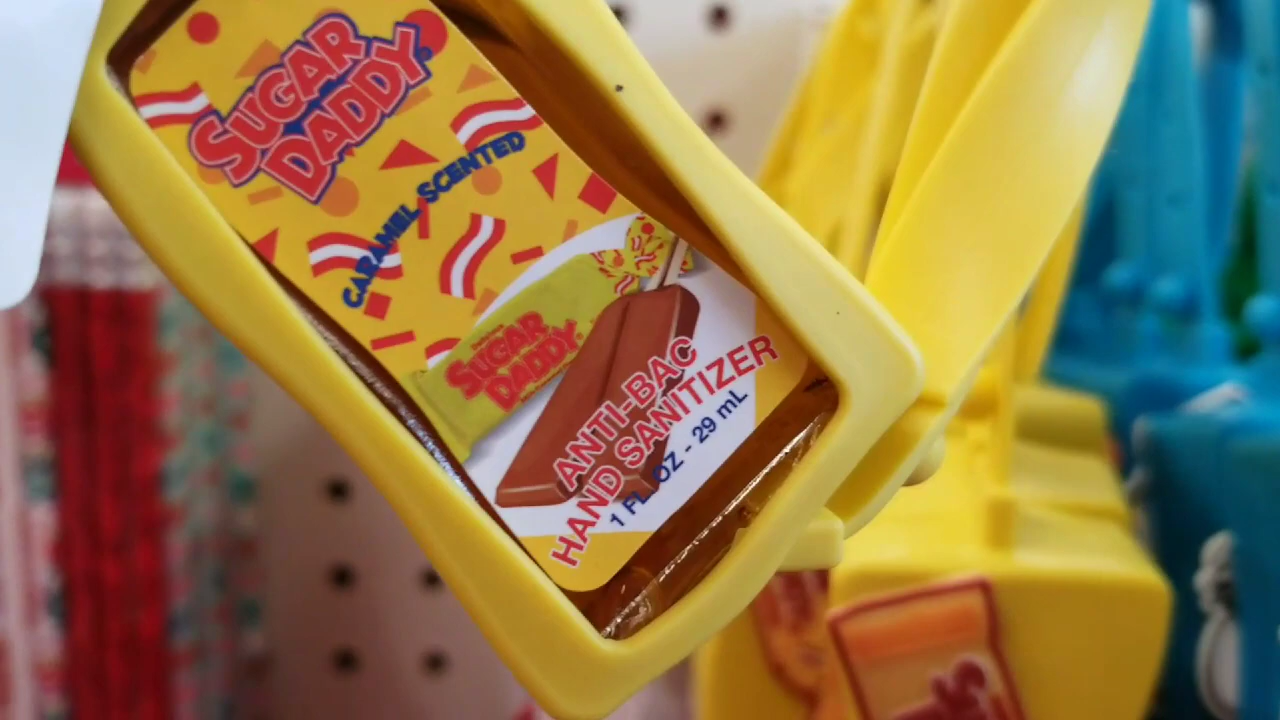 SUGAR
DADDY
CARAMEL SCENTED
SUGAR
DADDY
ANTI-BAC
HAND SANITIZER
1 FL. OZ - 29 mL